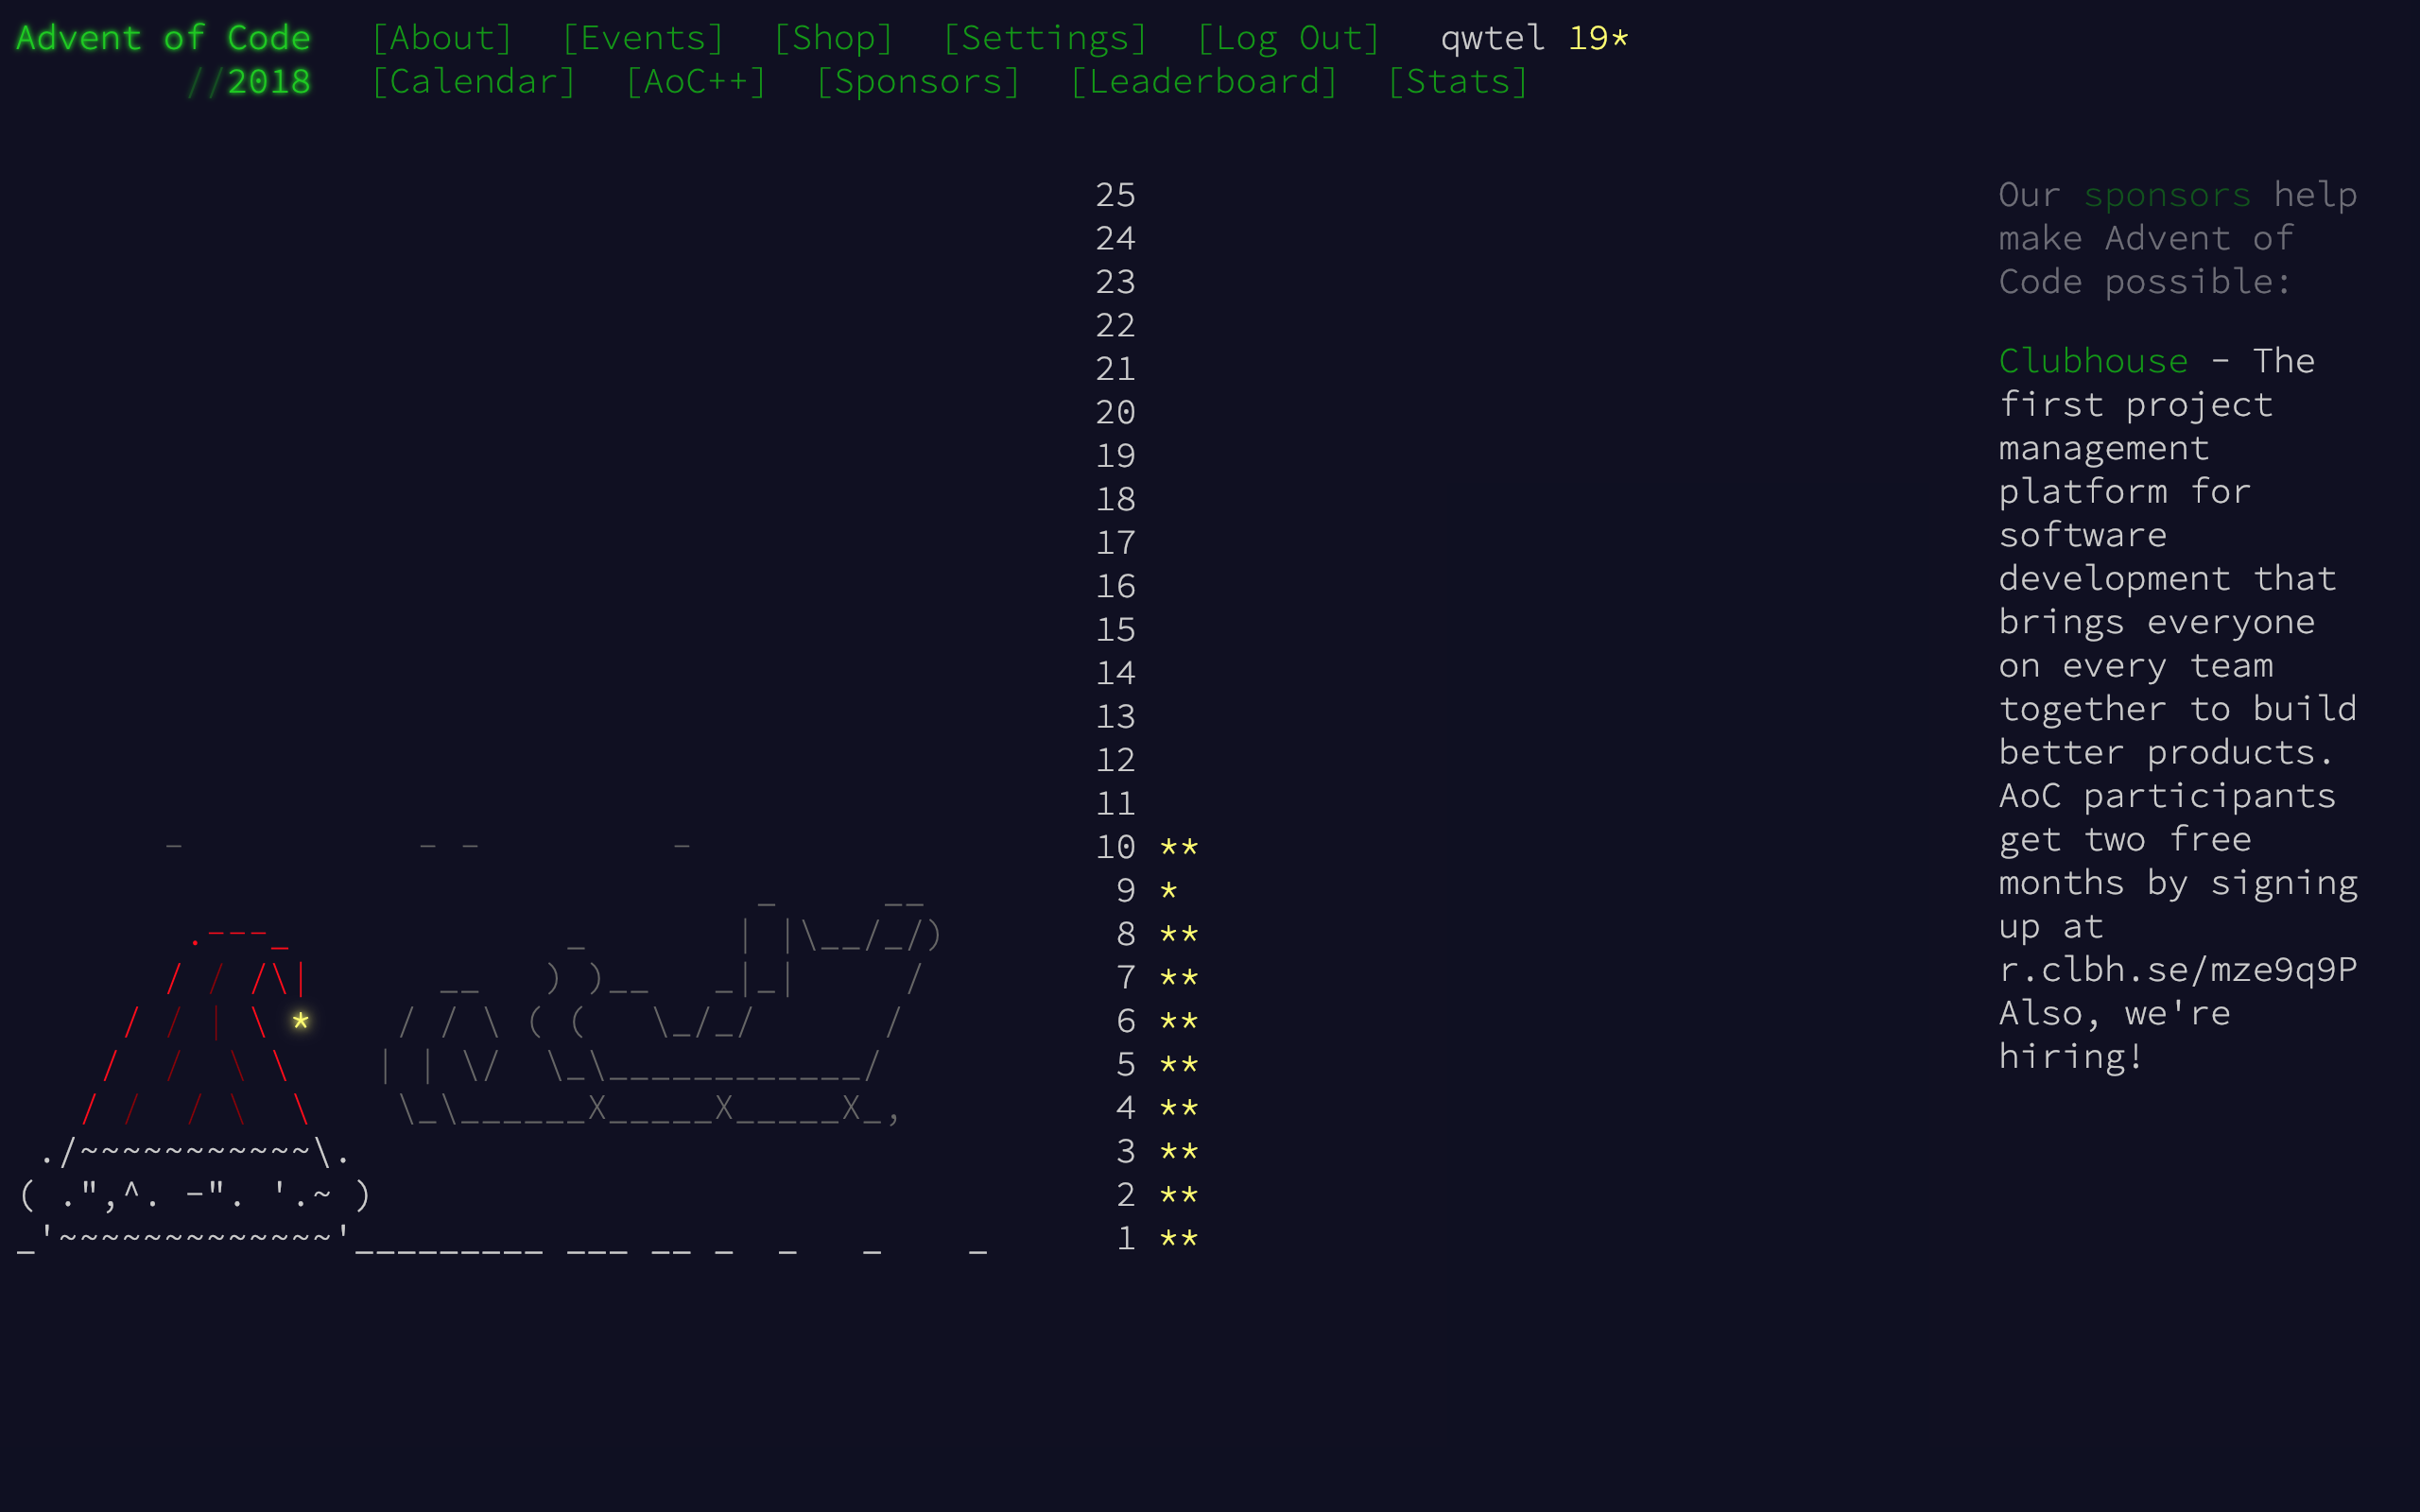 Advent of Code [About] [Events] [Shop] [Settings] [Log Out] qwtel 19*
//2018 [Calendar] [AoC++] [Sponsors] [Leaderboard] [Stats]
25
24
23
22
21
20
19
18
17
16
15
14
13
12
11
10 **
9 *
8 **
7 **
6 **
5 **
4 **
3 **
2 **
1 **
Our sponsors help
make Advent of
Code possible:
Clubhouse - The
first project
management
platform for
software
development that
brings everyone
on every team
together to build
better products.
AoC participants
get two free
months by signing
up at
r.clbh.se/mze9q9P
Also, we're
hiring!